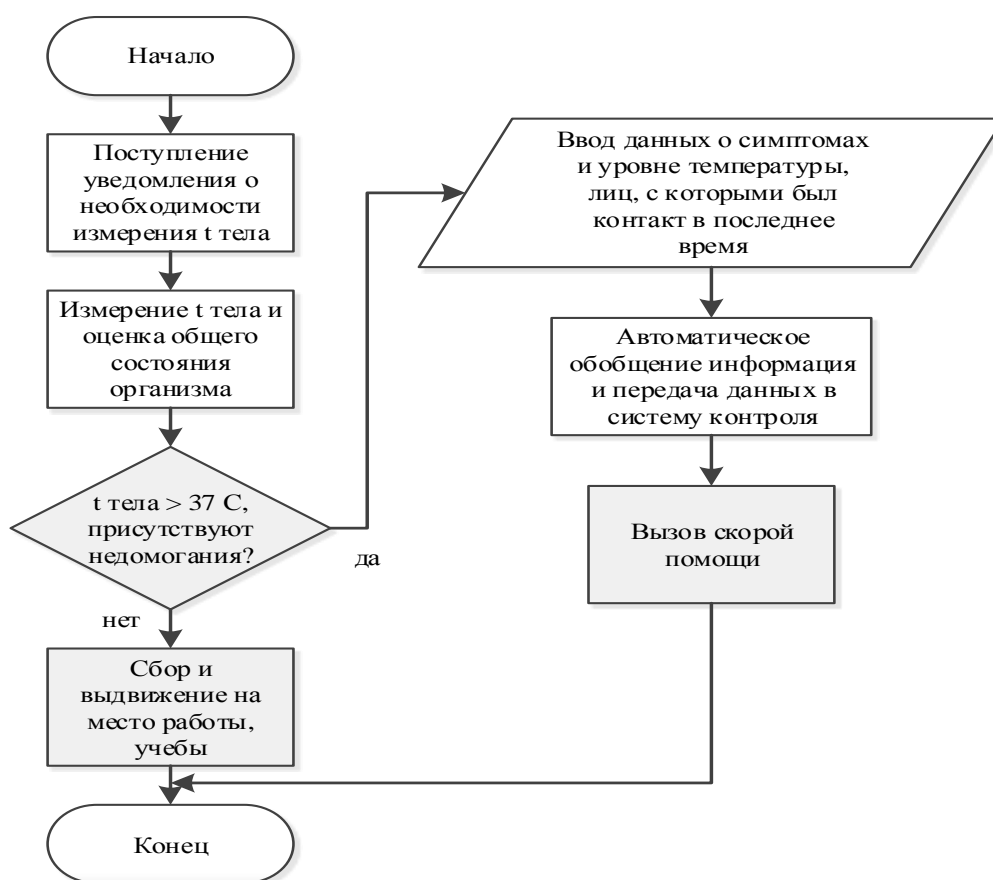 Начало
Поступление
уведомления о
необходимости
измерения t тела
Измерение t тела и
оценка общего
состояния
организма
t тела > 37 С,
присутствуют
недомогания?
да
нет
Сбор и
выдвижение на
место работы,
учебы
Конец
Ввод данных о симптомах
и уровне температуры,
лиц, с которыми был
контакт в последнее
время
Автоматическое
обобщение информация
и передача данных в
систему контроля
Вызов скорой
помощи